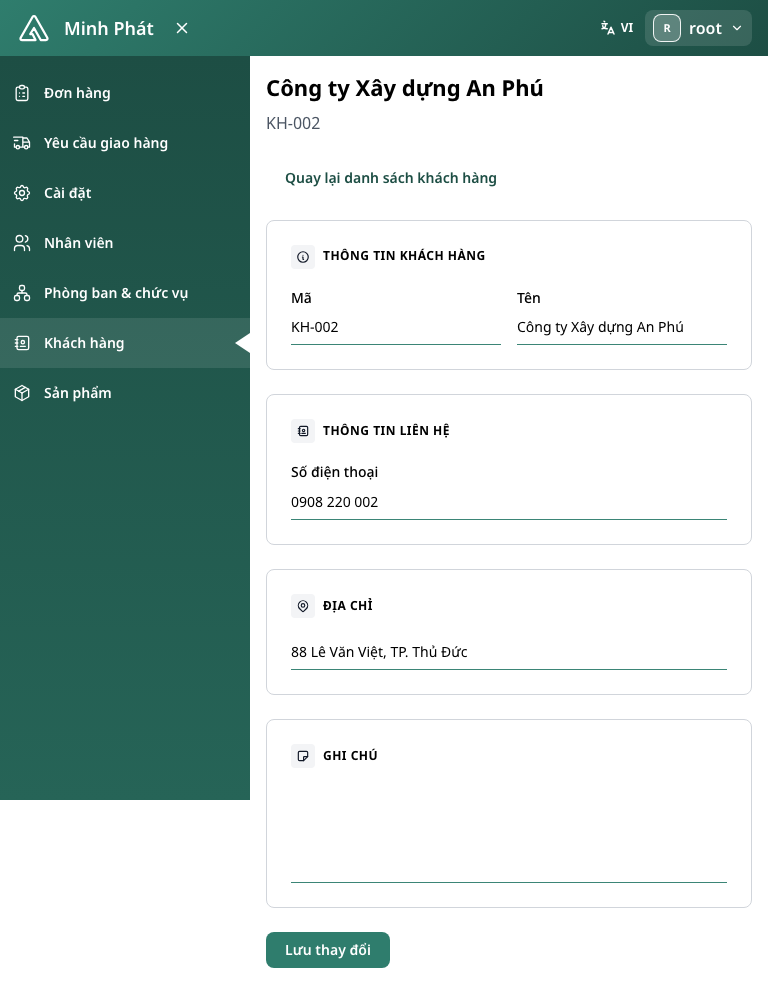 Minh Phát
VI
R
root
Đơn hàng
Yêu cầu giao hàng
Cài đặt
Nhân viên
Phòng ban & chức vụ
Khách hàng
Sản phẩm
Công ty Xây dựng An Phú
KH-002
Quay lại danh sách khách hàng
THÔNG TIN KHÁCH HÀNG
Mã
Tên
KH-002
Công ty Xây dựng An Phú
THÔNG TIN LIÊN HỆ
Số điện thoại
0908 220 002
ĐỊA CHỈ
88 Lê Văn Việt, TP. Thủ Đức
GHI CHÚ
Lưu thay đổi